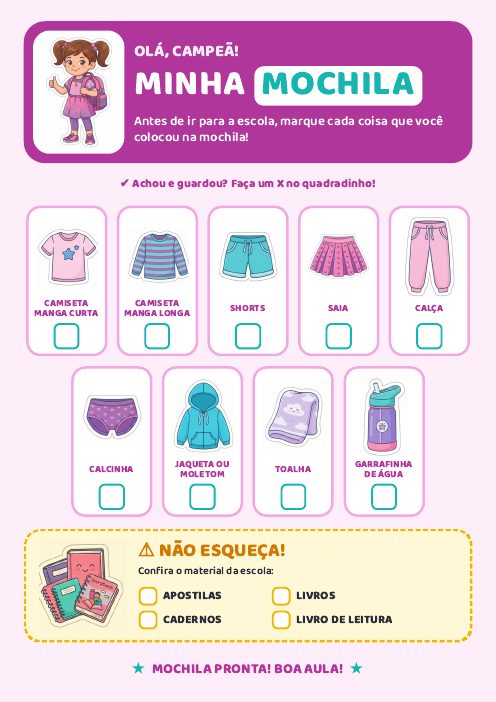 OLÁ, CAMPEÃ!
MINHA MOCHILA
Antes de ir para a escola, marque cada coisa que você
colocou na mochila!
✔ Achou e guardou? Faça um X no quadradinho!
CAMISETA
MANGA CURTA
CAMISETA
MANGA LONGA
SHORTS
SAIA
CALÇA
CALCINHA
JAQUETA OU
MOLETOM
TOALHA
GARRAFINHA
DE ÁGUA
⚠ NÃO ESQUEÇA!
Confira o material da escola:
APOSTILAS
LIVROS
CADERNOS
LIVRO DE LEITURA
★ MOCHILA PRONTA! BOA AULA! ★